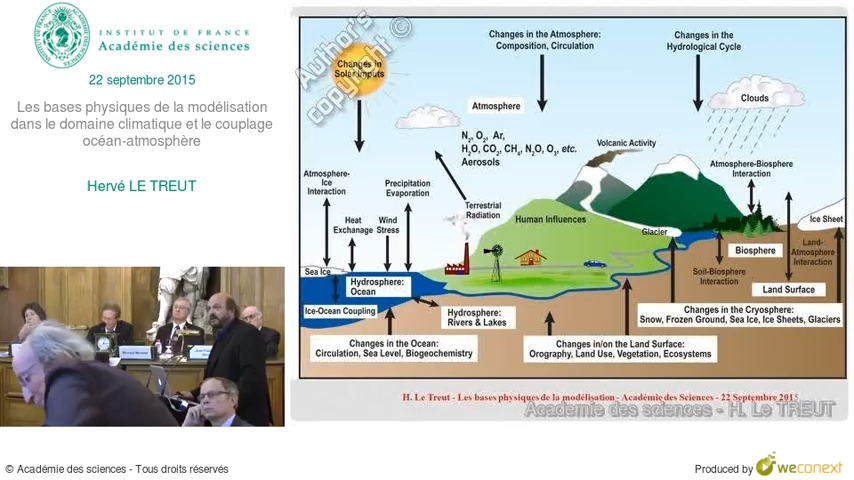 INSTITUT DE FRANCE
Académie des sciences
22 septembre 2015
Les bases physiques de la modélisation
dans le domaine climatique et le couplage
océan-atmosphère
Hervé LE TREUT
Author's
copyright ©
Changes in
Solar Inputs
Changes in the Atmosphere:
Composition, Circulation
Changes in the
Hydrological Cycle
Atmosphere
Clouds
N2, O2, Ar,
H2O, CO2, CH4, N2O, O3, etc.
Aerosols
Volcanic Activity
Atmosphere-
Ice
Interaction
Precipitation
Evaporation
Atmosphere-Biosphere
Interaction
Terrestrial
Radiation
Heat
Exchanage
Wind
Stress
Human Influences
Glacier
Ice Sheet
Land-
Atmosphere
Interaction
Biosphere
Sea Ice
Hydrosphere:
Ocean
Soil-Biosphere
Interaction
Land Surface
Ice-Ocean Coupling
Hydrosphere:
Rivers & Lakes
Changes in the Cryosphere:
Snow, Frozen Ground, Sea Ice, Ice Sheets, Glaciers
Changes in the Ocean:
Circulation, Sea Level, Biogeochemistry
Changes in/on the Land Surface:
Orography, Land Use, Vegetation, Ecosystems
H. Le Treut - Les bases physiques de la modélisation - Académie des Sciences - 22 Septembre 2015
Académie des sciences - H. Le TREUT
© Académie des sciences - Tous droits réservés
Produced by weconext